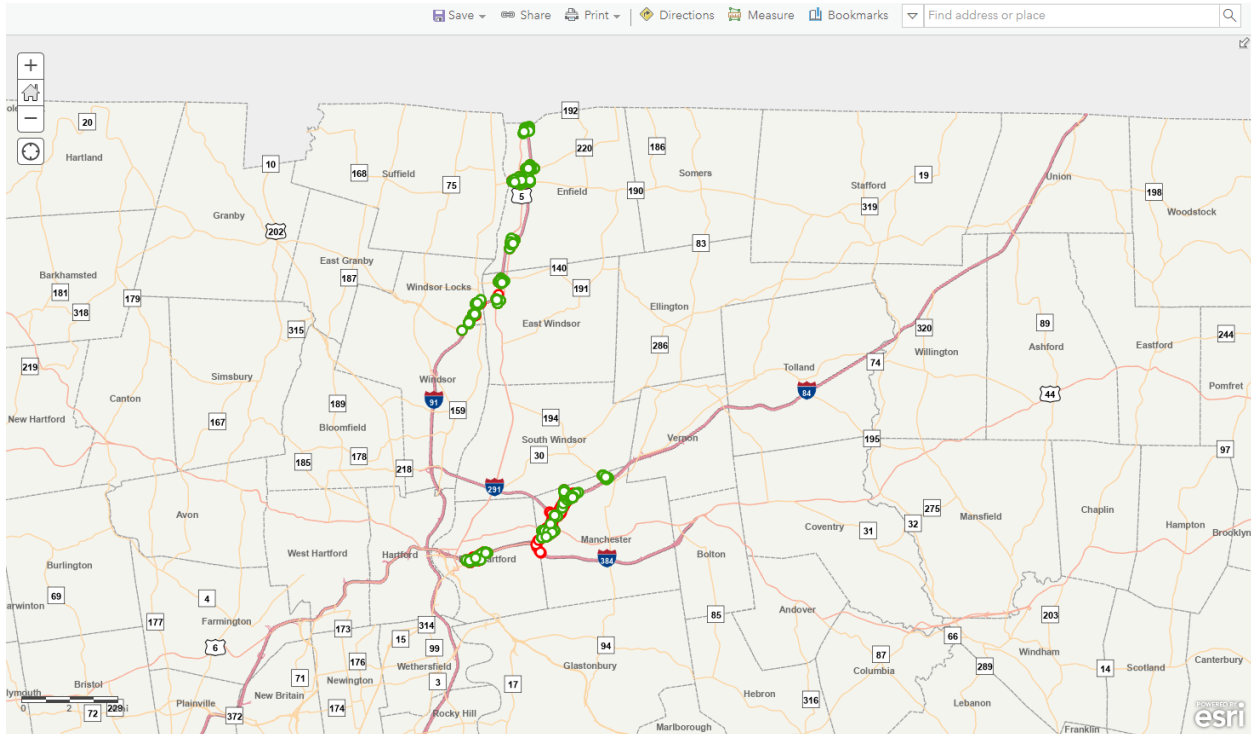 Save Share Print Directions Measure Bookmarks Find address or place
+
−
192
20
Hartland
10
168
Suffield
75
220
186
Somers
Enfield
5
190
19
Stafford
319
Union
198
Woodstock
Granby
202
83
East Granby
187
140
191
Barkhamsted
181
179
318
Windsor Locks
East Windsor
Ellington
315
286
320
Willington
89
Ashford
244
Eastford
219
Simsbury
Canton
Windsor
91
159
Tolland
74
84
44
Pomfret
New Hartford
167
189
Bloomfield
194
South Windsor
30
Vernon
195
97
185
178
218
291
Avon
275
Mansfield
Chaplin
Hampton
Brooklyn
32
31
Coventry
West Hartford
Hartford
Manchester
384
Bolton
Burlington
69
4
Farmington
177
6
173
314
15
99
176
Wethersfield
Newington
71
3
New Britain
174
17
94
Glastonbury
85
Andover
203
66
Windham
87
Columbia
289
14
Scotland
Canterbury
Bristol
Plainville
372
72
229
0 2
Rocky Hill
Hebron
316
Lebanon
Marlborough
Franklin
POWERED BY
esri